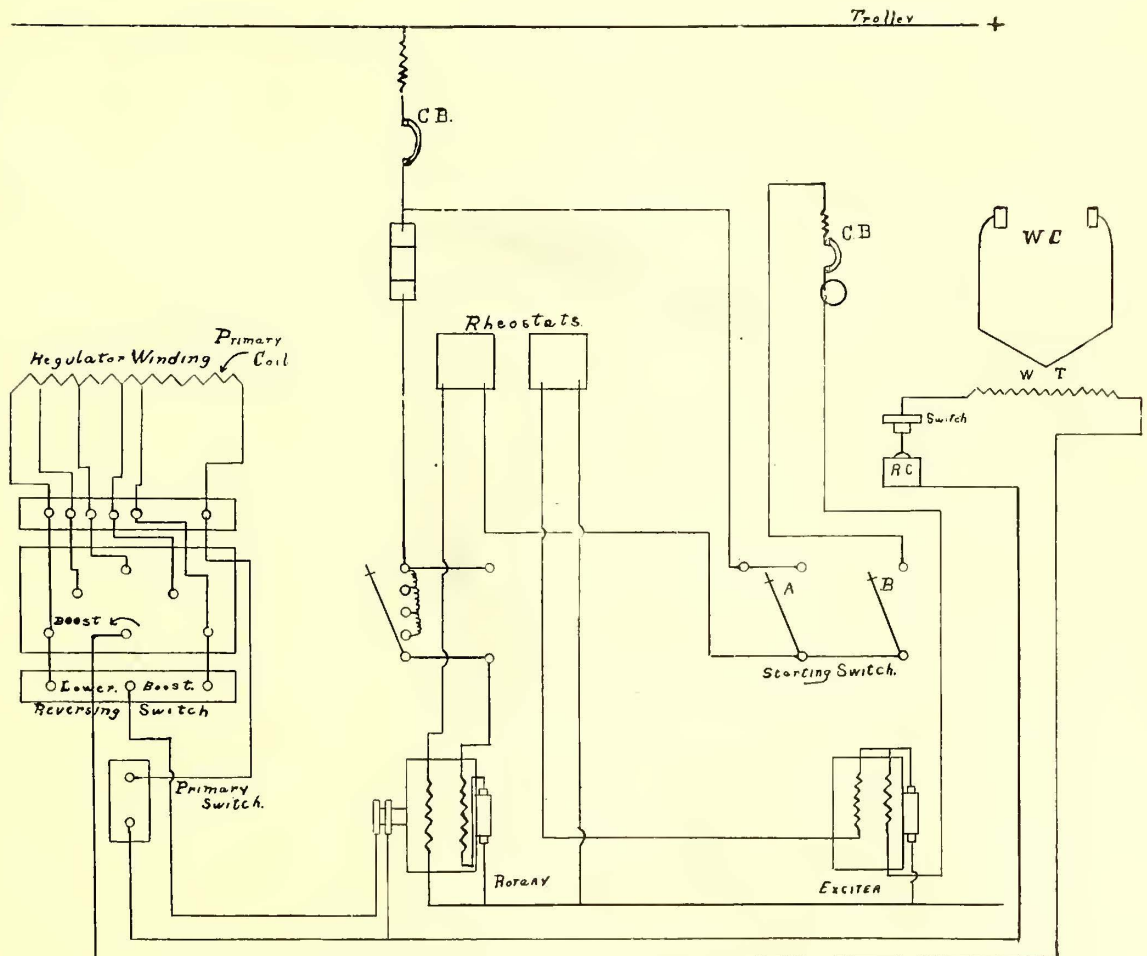 Trolley +
C B.
C B
W C
Rheostats.
Primary
Coil
Regulator Winding
W T
Switch
R C
A
B
Boost
Starting Switch.
Lower. Boost.
Reversing Switch
Primary
Switch.
Rotary
Exciter